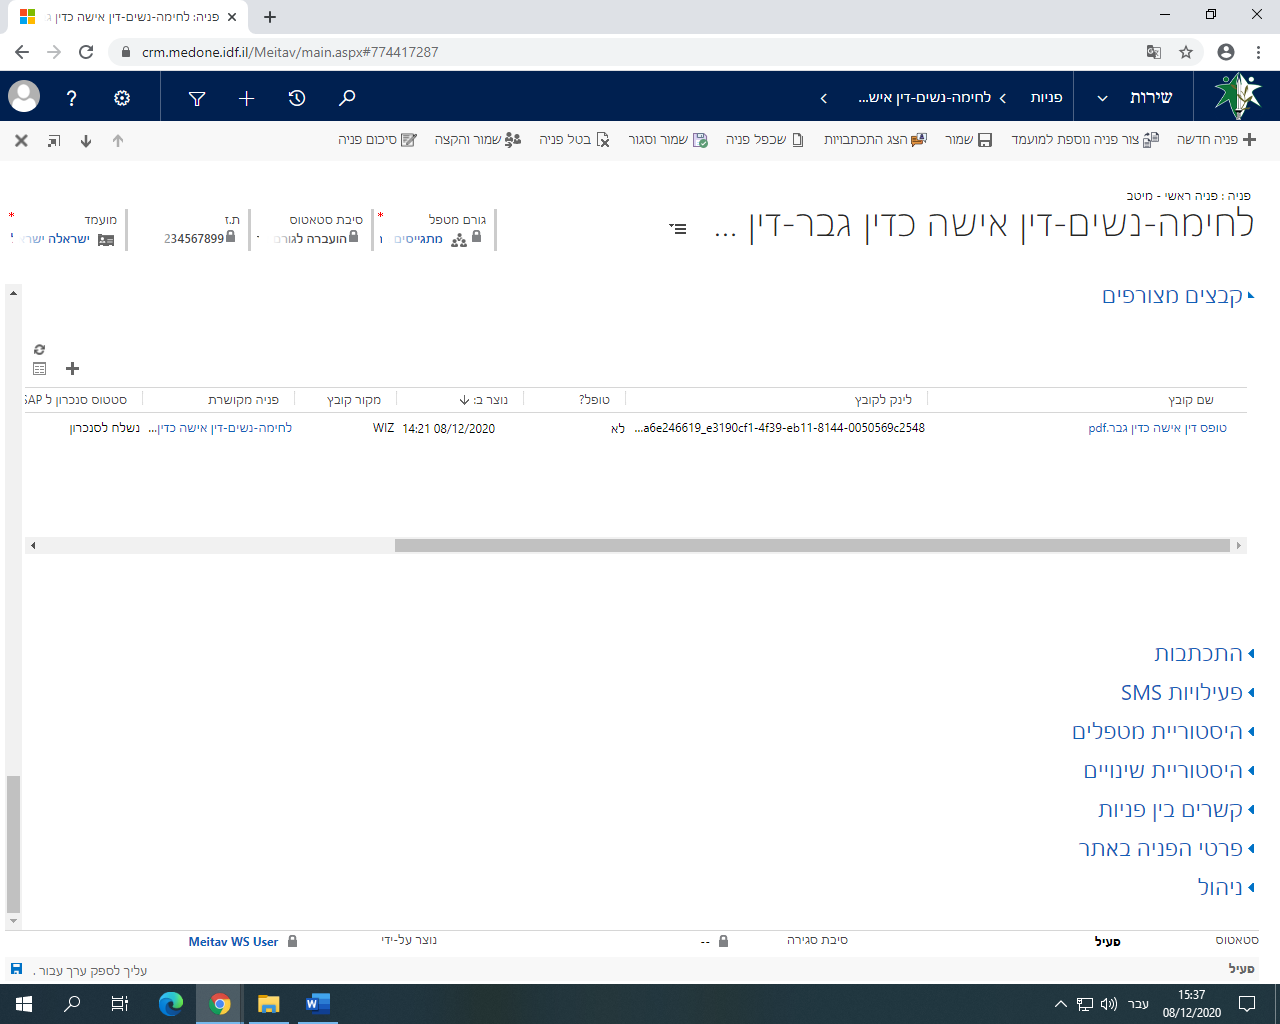 פניה: לחימה-נשים-דין אישה כדין ג
crm.medone.idf.il/Meitav/main.aspx#774417287
שירות
פניות
לחימה-נשים-דין איש...
פניה חדשה
צור פניה נוספת למועמד
שמור
הצג התכתבויות
שכפל פניה
שמור וסגור
בטל פניה
שמור והקצה
סיכום פניה
פניה : פניה ראשי - מיטב
לחימה-נשים-דין אישה כדין גבר-דין ...
גורם מטפל *
מתגייסים
סיבת סטאטוס
הועברה לגורם
ת.ז
234567899
מועמד *
ישראלה ישר
קבצים מצורפים
שם קובץ
לינק לקובץ
טופל?
נוצר ב:
מקור קובץ
פניה מקושרת
סטטוס סנכרון ל SAP
טופס דין אישה כדין גבר.pdf
a6e246619_e3190cf1-4f39-eb11-8144-0050569c2548...
לא
08/12/2020 14:21
WIZ
לחימה-נשים-דין אישה כדין...
נשלח לסנכרון
התכתבות
פעילויות SMS
היסטוריית מטפלים
היסטוריית שינויים
קשרים בין פניות
פרטי הפניה באתר
ניהול
סטאטוס
פעיל
סיבת סגירה
--
נוצר על-ידי
Meitav WS User
פעיל
עליך לספק ערך עבור .
עבר
15:37
08/12/2020